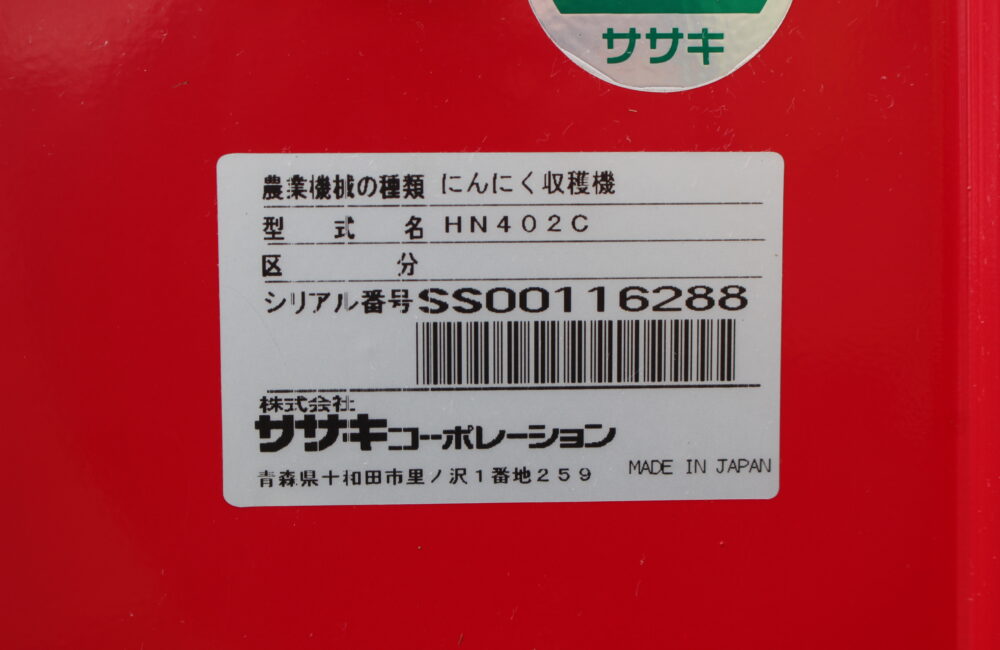 ササキ
農業機械の種類 にんにく収穫機
型式名 HN402C
区分
シリアル番号 SS00116288
株式会社
ササキコーポレーション
青森県十和田市里ノ沢1番地259
MADE IN JAPAN